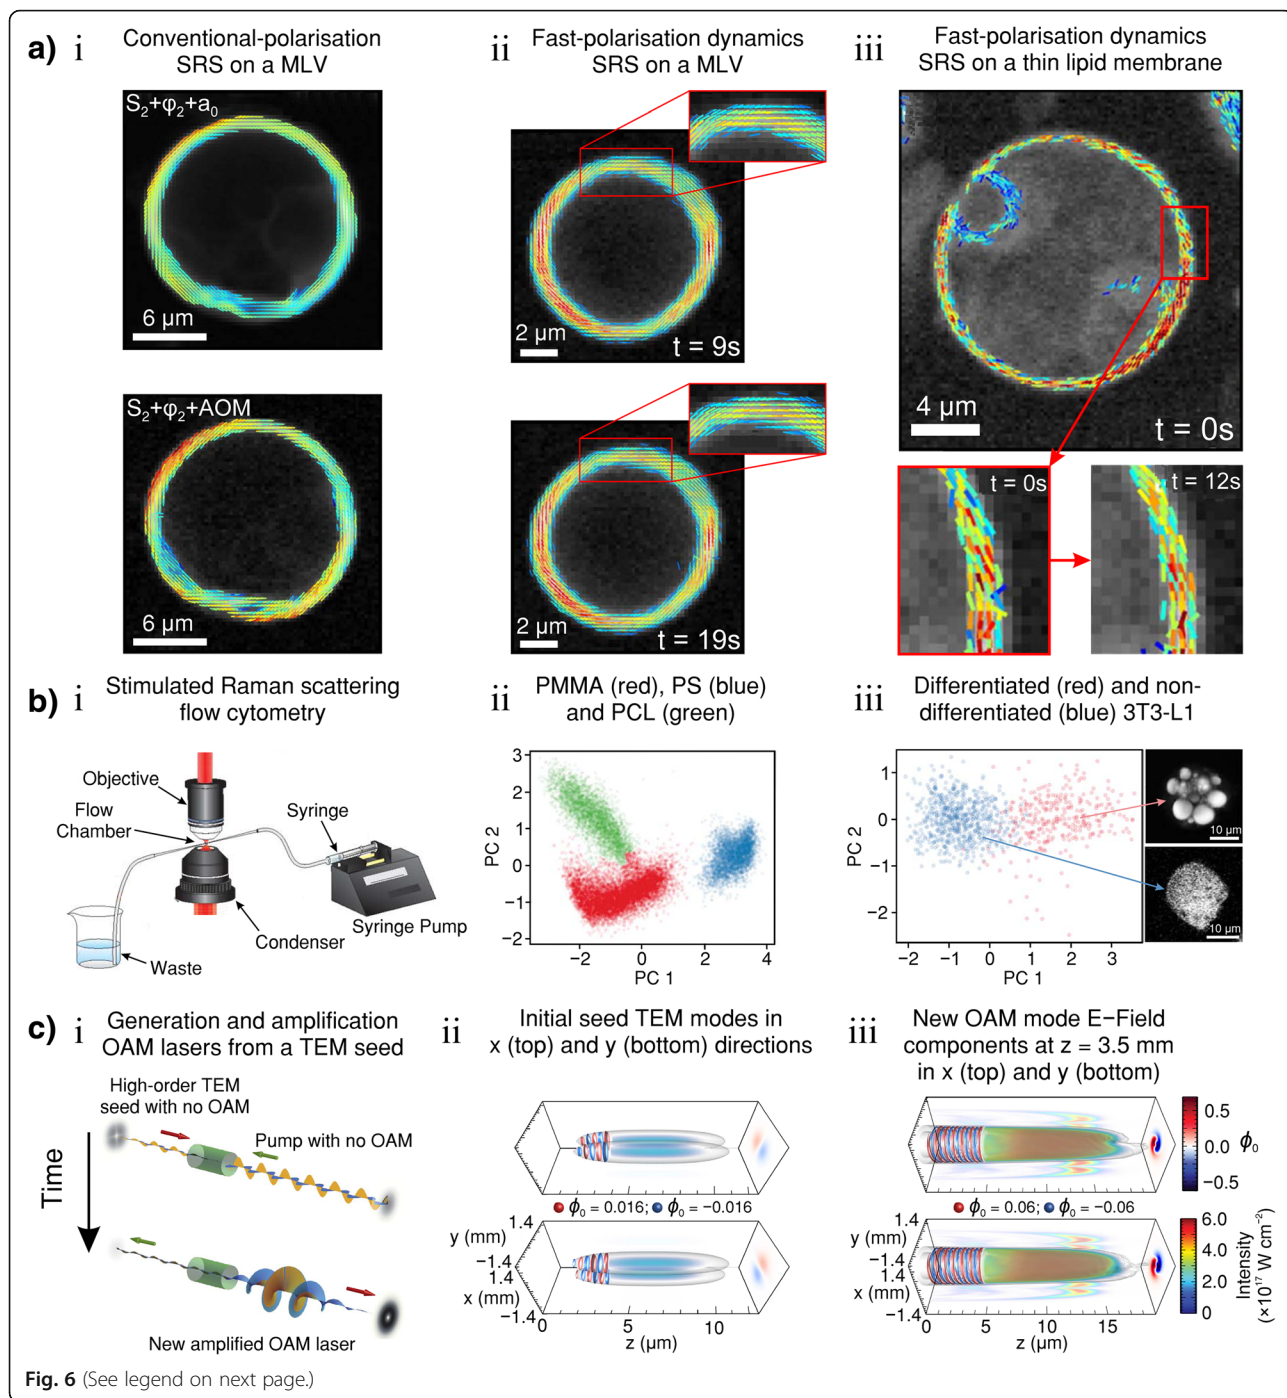 a) i Conventional-polarisation
SRS on a MLV
S₂+φ₂+a₀
6 µm
S₂+φ₂+AOM
6 µm
ii Fast-polarisation dynamics
SRS on a MLV
2 µm
t = 9s
2 µm
t = 19s
iii Fast-polarisation dynamics
SRS on a thin lipid membrane
4 µm
t = 0s
t = 0s
t = 12s
b) i Stimulated Raman scattering
flow cytometry
Objective
Flow
Chamber
Syringe
Syringe Pump
Condenser
Waste
ii PMMA (red), PS (blue)
and PCL (green)
PC 2
3
2
1
0
−1
−2
−2
0
2
4
PC 1
iii Differentiated (red) and non-
differentiated (blue) 3T3-L1
PC 2
1
0
−1
−2
−2
−1
0
1
2
3
PC 1
10 µm
10 µm
c) i Generation and amplification
OAM lasers from a TEM seed
High-order TEM
seed with no OAM
Pump with no OAM
Time
New amplified OAM laser
ii Initial seed TEM modes in
x (top) and y (bottom) directions
ϕ₀ = 0.016; ϕ₀ = −0.016
y (mm)
1.4
−1.4
1.4
x (mm)
−1.4
0
5
10
z (µm)
iii New OAM mode E−Field
components at z = 3.5 mm
in x (top) and y (bottom)
0.5
0.0
−0.5
ϕ₀
ϕ₀ = 0.06; ϕ₀ = −0.06
y (mm)
1.4
−1.4
1.4
x (mm)
−1.4
0
5
10
15
z (µm)
6.0
4.0
2.0
0
Intensity
(×10¹⁷ W cm⁻²)
Fig. 6 (See legend on next page.)